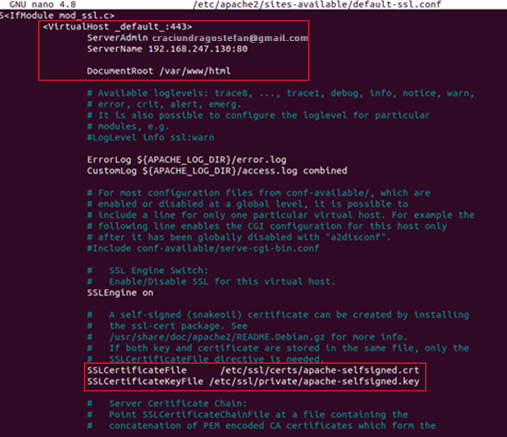 GNU nano 4.8 /etc/apache2/sites-available/default-ssl.conf
S<IfModule mod_ssl.c>
<VirtualHost _default_:443>
ServerAdmin craciundragostefan@gmail.com
ServerName 192.168.247.130:80
DocumentRoot /var/www/html
# Available loglevels: trace8, ..., trace1, debug, info, notice, warn,
# error, crit, alert, emerg.
# It is also possible to configure the loglevel for particular
# modules, e.g.
#LogLevel info ssl:warn
ErrorLog ${APACHE_LOG_DIR}/error.log
CustomLog ${APACHE_LOG_DIR}/access.log combined
# For most configuration files from conf-available/, which are
# enabled or disabled at a global level, it is possible to
# include a line for only one particular virtual host. For example the
# following line enables the CGI configuration for this host only
# after it has been globally disabled with "a2disconf".
#Include conf-available/serve-cgi-bin.conf
# SSL Engine Switch:
# Enable/Disable SSL for this virtual host.
SSLEngine on
# A self-signed (snakeoil) certificate can be created by installing
# the ssl-cert package. See
# /usr/share/doc/apache2/README.Debian.gz for more info.
# If both key and certificate are stored in the same file, only the
# SSLCertificateFile directive is needed.
SSLCertificateFile /etc/ssl/certs/apache-selfsigned.crt
SSLCertificateKeyFile /etc/ssl/private/apache-selfsigned.key
# Server Certificate Chain:
# Point SSLCertificateChainFile at a file containing the
# concatenation of PEM encoded CA certificates which form the